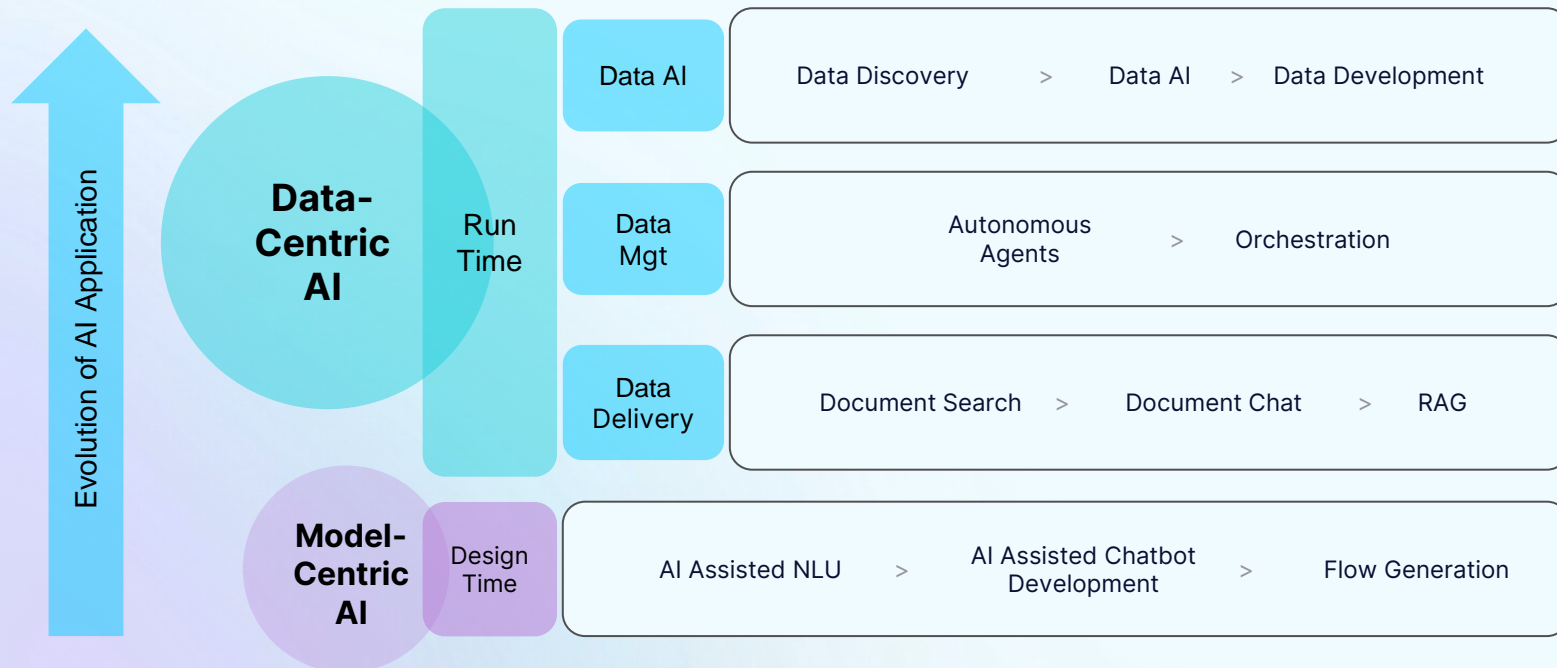 Evolution of AI Application
Data-
Centric
AI
Run
Time
Data AI
Data Discovery > Data AI > Data Development
Data
Mgt
Autonomous
Agents
> Orchestration
Data
Delivery
Document Search > Document Chat > RAG
Model-
Centric
AI
Design
Time
AI Assisted NLU >
AI Assisted Chatbot
Development
> Flow Generation